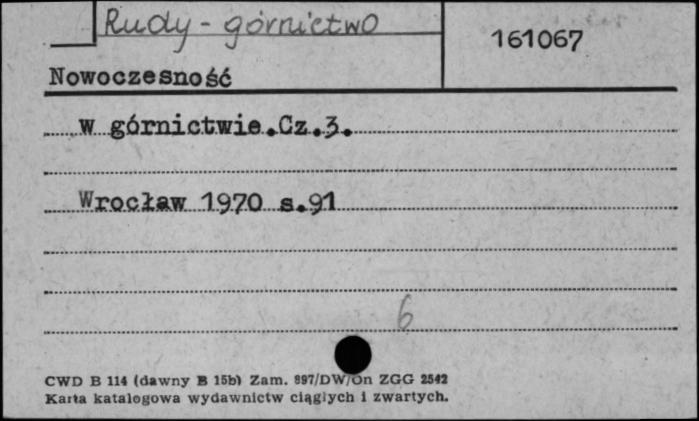 Rudy - górnictwo
161067
Nowoczesność
w górnictwie.Cz.3.
Wrocław 1970 s.91
6
CWD B 114 (dawny B 15b) Zam. 897/DW/On ZGG 2542
Karta katalogowa wydawnictw ciągłych i zwartych.